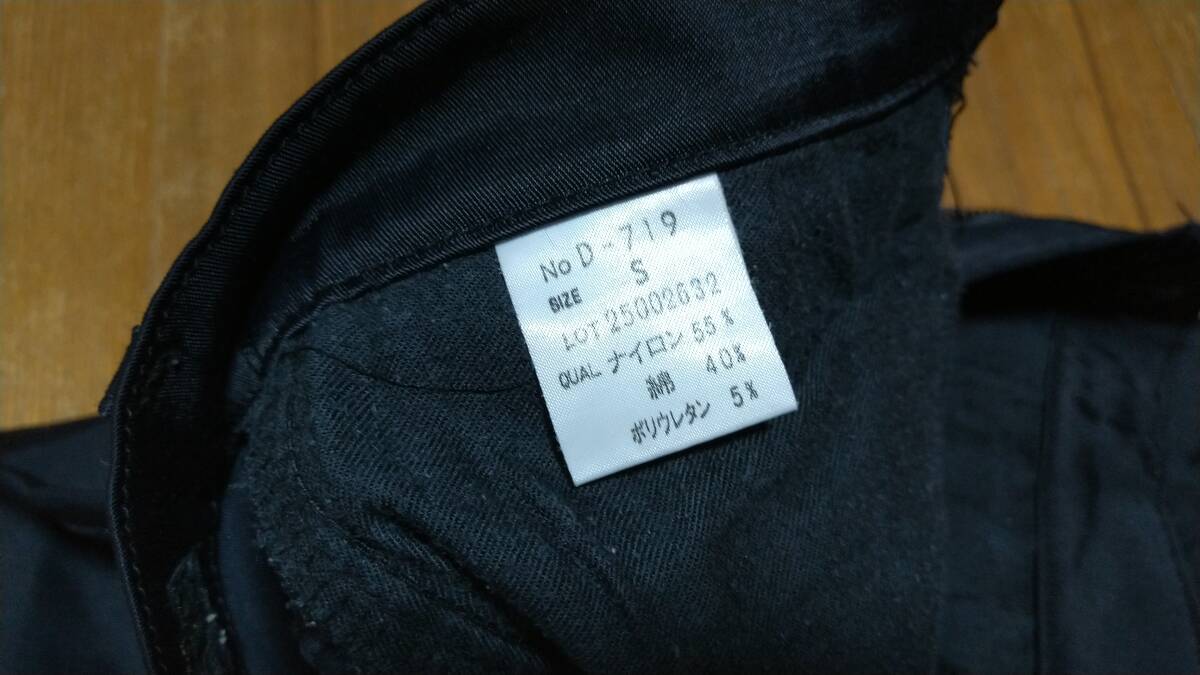 No D-719
SIZE S
LOT 25002632
QUAL ナイロン 55%
綿 40%
ポリウレタン 5%